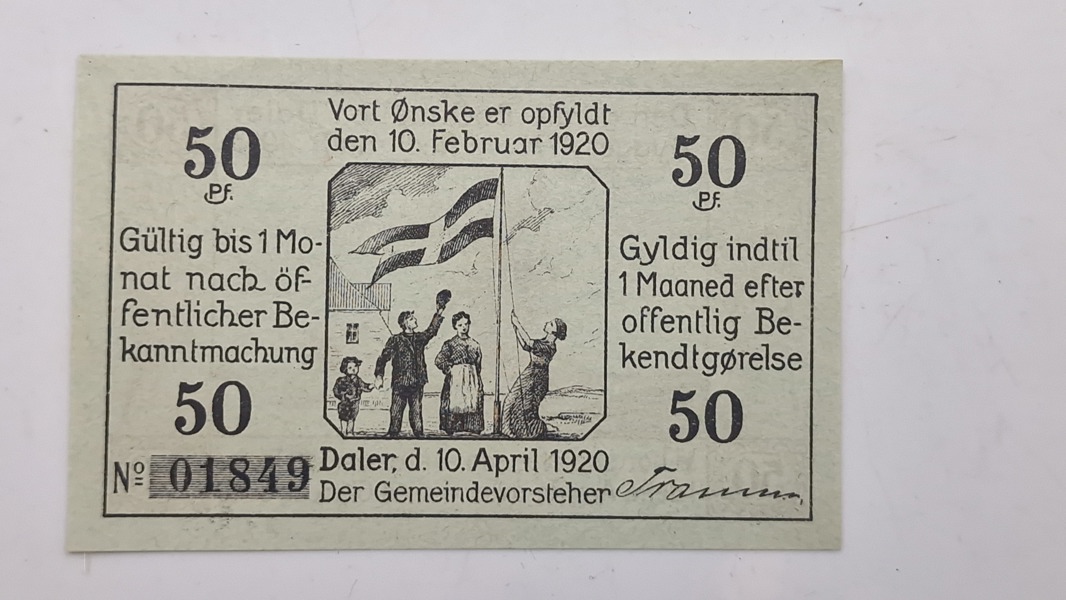 Vort Ønske er opfyldt
den 10. Februar 1920
50
Pf.
50
Pf.
Gültig bis 1 Mo-
nat nach öf-
fentlicher Be-
kanntmachung
Gyldig indtil
1 Maaned efter
offentlig Be-
kendtgørelse
50
50
Nº 01849
Daler, d. 10. April 1920
Der Gemeindevorsteher